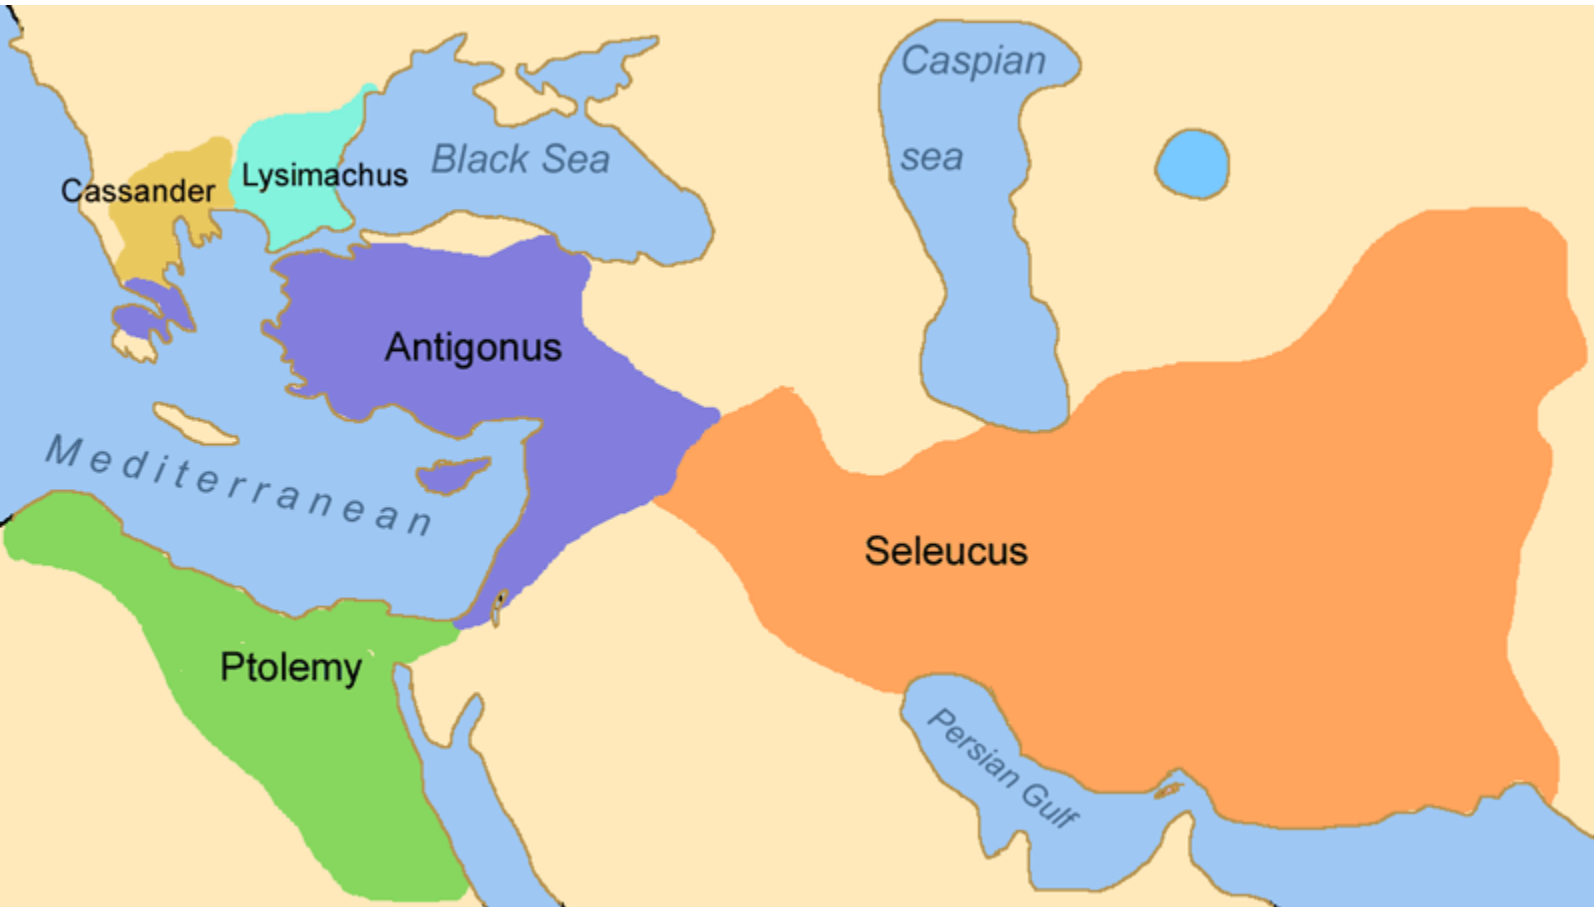 Caspian
sea
Black Sea
Lysimachus
Cassander
Antigonus
Mediterranean
Seleucus
Ptolemy
Persian Gulf